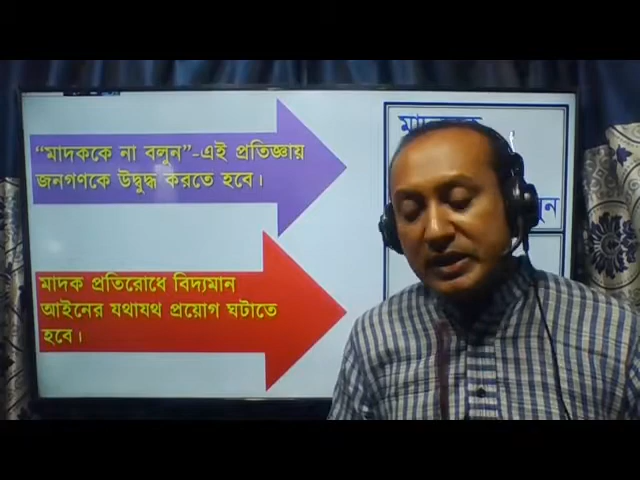 “মাদককে না বলুন”-এই প্রতিজ্ঞায়
জনগণকে উদ্বুদ্ধ করতে হবে।
মাদক প্রতিরোধে বিদ্যমান
আইনের যথাযথ প্রয়োগ ঘটাতে
হবে।